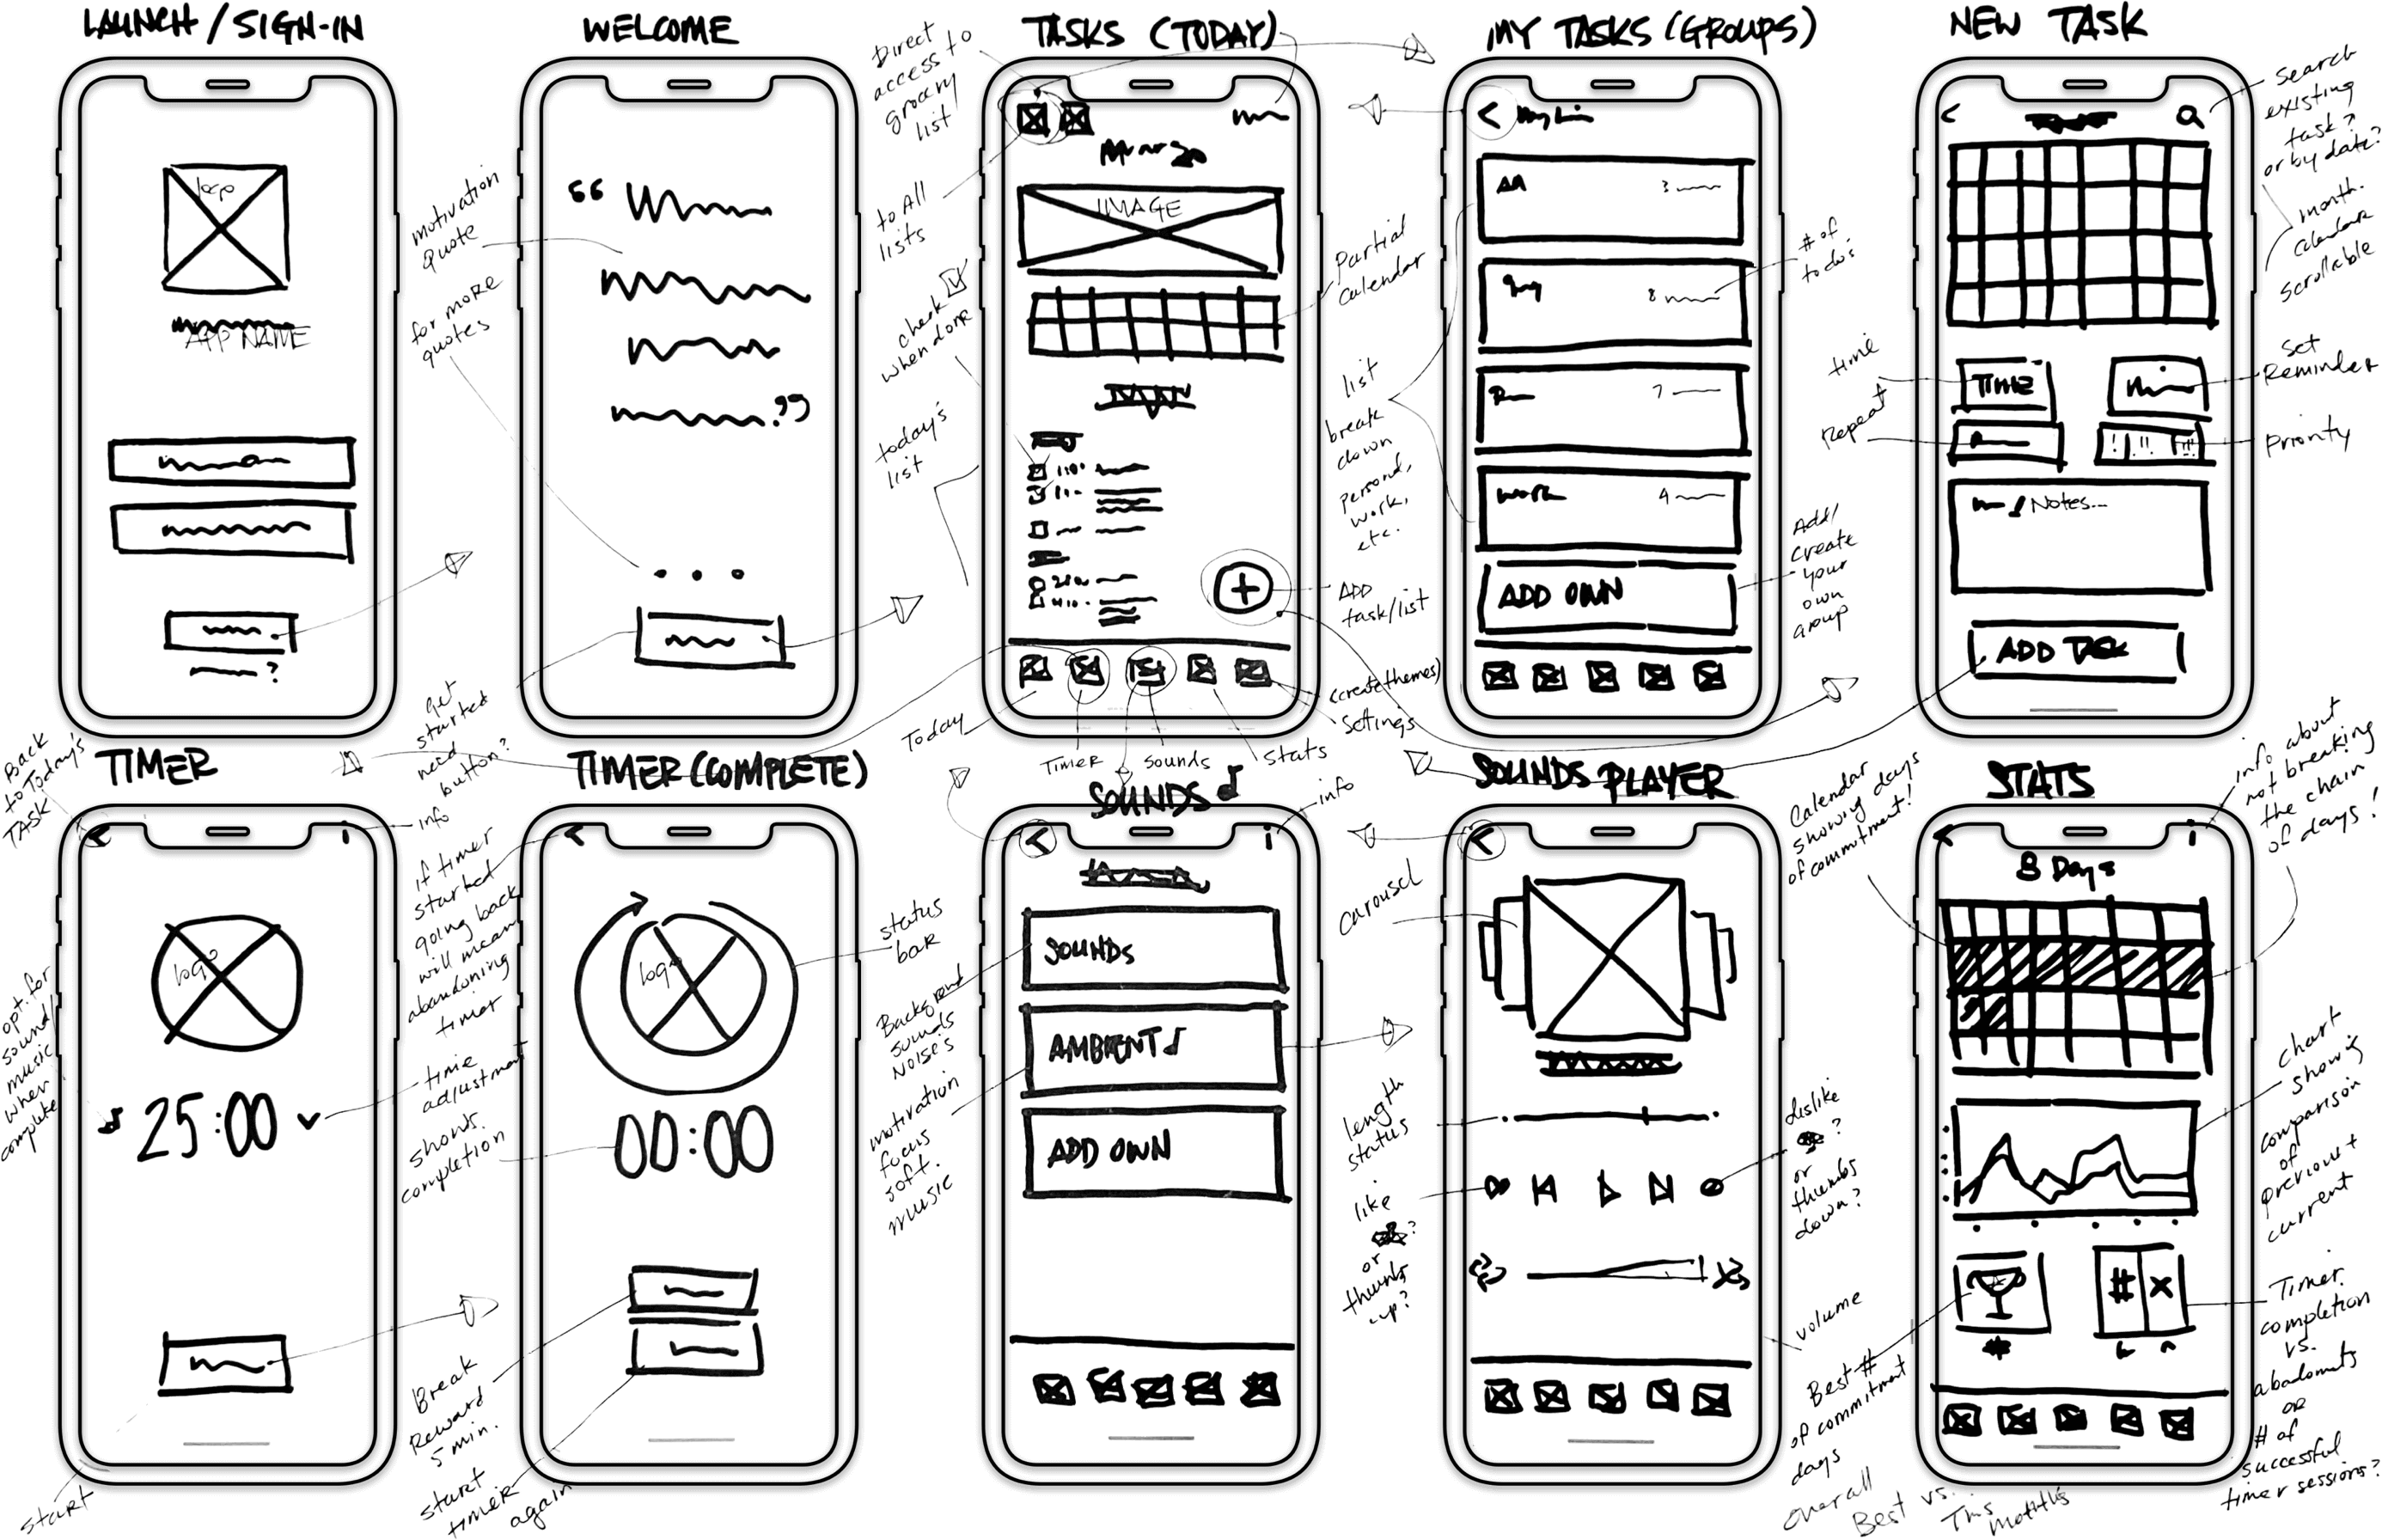 LAUNCH / SIGN-IN
logo
APP NAME
?
WELCOME
motivation
quote
for more
quotes
“
”
get
started
need
button?
TASKS (TODAY)
Direct
access to
grocery
list
to All
lists
check
when done
today's
list
IMAGE
Partial
Calendar
+
ADD
task/list
(create themes)
Settings
Today
Timer
Sounds
Stats
MY TASKS (GROUPS)
<
3
8
7
work
4
ADD OWN
# of
todo's
list
break
down
personal,
work,
etc.
Add/
create
your
own
group
NEW TASK
<
Search
existing
task?
or by date?
month.
Calendar
scrollable
time
TIME
Set
Reminder
Repeat
! !! !!!
Priority
Notes...
ADD TASK
TIMER
Back
to Today's
TASK
<
i
info
logo
opt. for
sound/
music
when
complete
25:00
time
adjustment
start
TIMER (COMPLETE)
<
if timer
started
going back
will mean
abandoning
timer
logo
status
bar
00:00
shows
completion
Break
Reward
5 min.
start
timer
again
SOUNDS ♪
<
i
info
SOUNDS
Background
sounds
Noise's
AMBIENT ♪
motivation
focus
soft.
music
ADD OWN
SOUNDS PLAYER
<
carousel
length
status
like
?
or
thumbs
up?
dislike
?
or
thumbs
down?
volume
STATS
<
i
8 Days
info about
not breaking
the chain
of days!
Calendar
showing days
of commitment!
chart
showing
comparison
of
previous +
current
# X
Timer
completion
vs.
abadonets
or
# of
successful
timer sessions?
Best #
of commitment
days
overall
Best vs.
This
month's